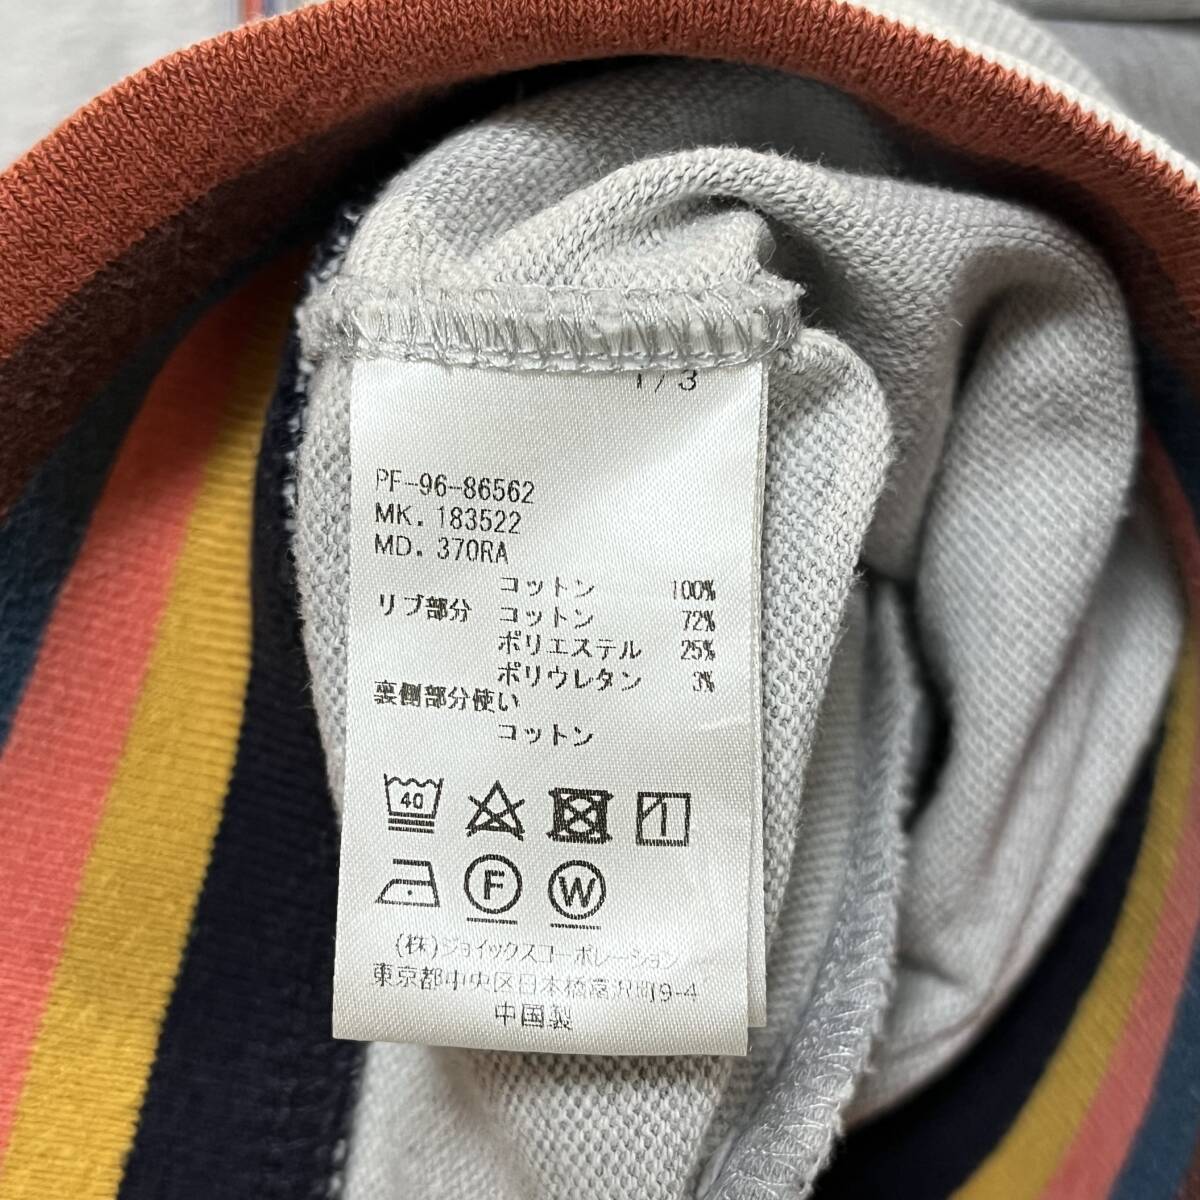 1/3
PF-96-86562
MK. 183522
MD. 370RA
コットン 100%
リブ部分 コットン 72%
ポリエステル 25%
ポリウレタン 3%
裏側部分使い
コットン
40
F W
(株)ジョイックスコーポレーション
東京都中央区日本橋富沢町9-4
中国製